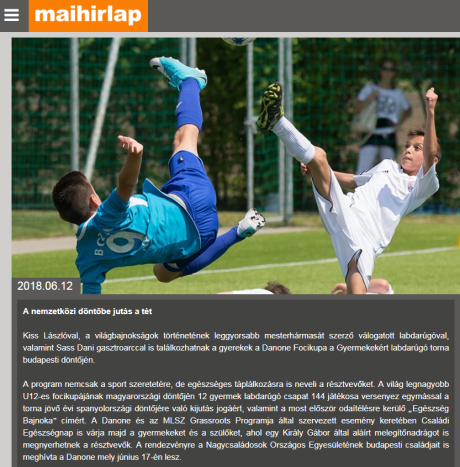 maihirlap
B
9
2018.06.12
A nemzetközi döntőbe jutás a tét
Kiss Lászlóval, a világbajnokságok történetének leggyorsabb mesterhármasát szerző válogatott labdarúgóval,
valamint Sass Dani gasztroarccal is találkozhatnak a gyerekek a Danone Focikupa a Gyermekekért labdarúgó torna
budapesti döntőjén.
A program nemcsak a sport szeretetére, de egészséges táplálkozásra is neveli a résztvevőket. A világ legnagyobb
U12-es focikupájának magyarországi döntőjén 12 gyermek labdarúgó csapat 144 játékosa versenyez egymással a
torna jövő évi spanyolországi döntőjére való kijutás jogáért, valamint a most először odaítélésre kerülő „Egészség
Bajnoka” címért. A Danone és az MLSZ Grassroots Programja által szervezett esemény keretében Családi
Egészségnap is várja majd a gyermekeket és a szülőket, ahol egy Király Gábor által aláírt melegítőnadrágot is
megnyerhetnek a résztvevők. A rendezvényre a Nagycsaládosok Országos Egyesületének budapesti családjait is
meghívta a Danone mely június 17-én lesz.